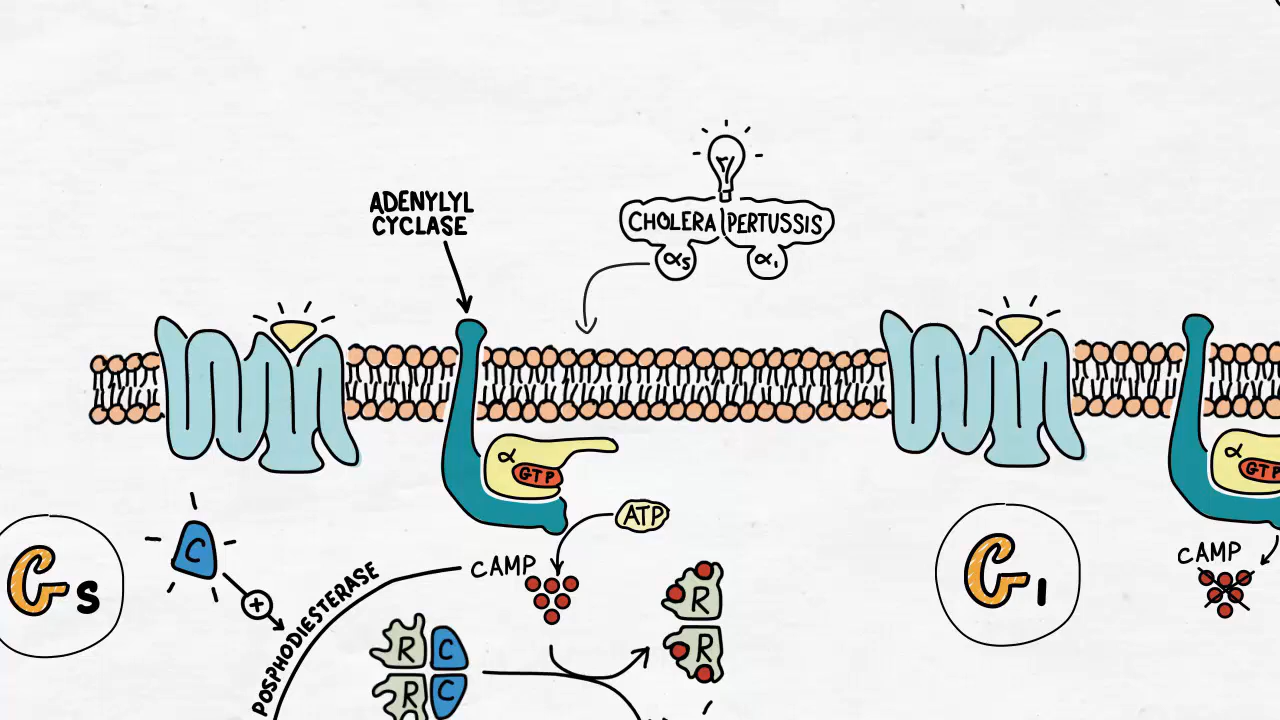 ADENYLYL
CYCLASE
CHOLERA PERTUSSIS
αs αi
α
GTP
α
GTP
ATP
CAMP
CAMP
Gs
C
GI
POSPHODIESTERASE
R
R
R C
R C